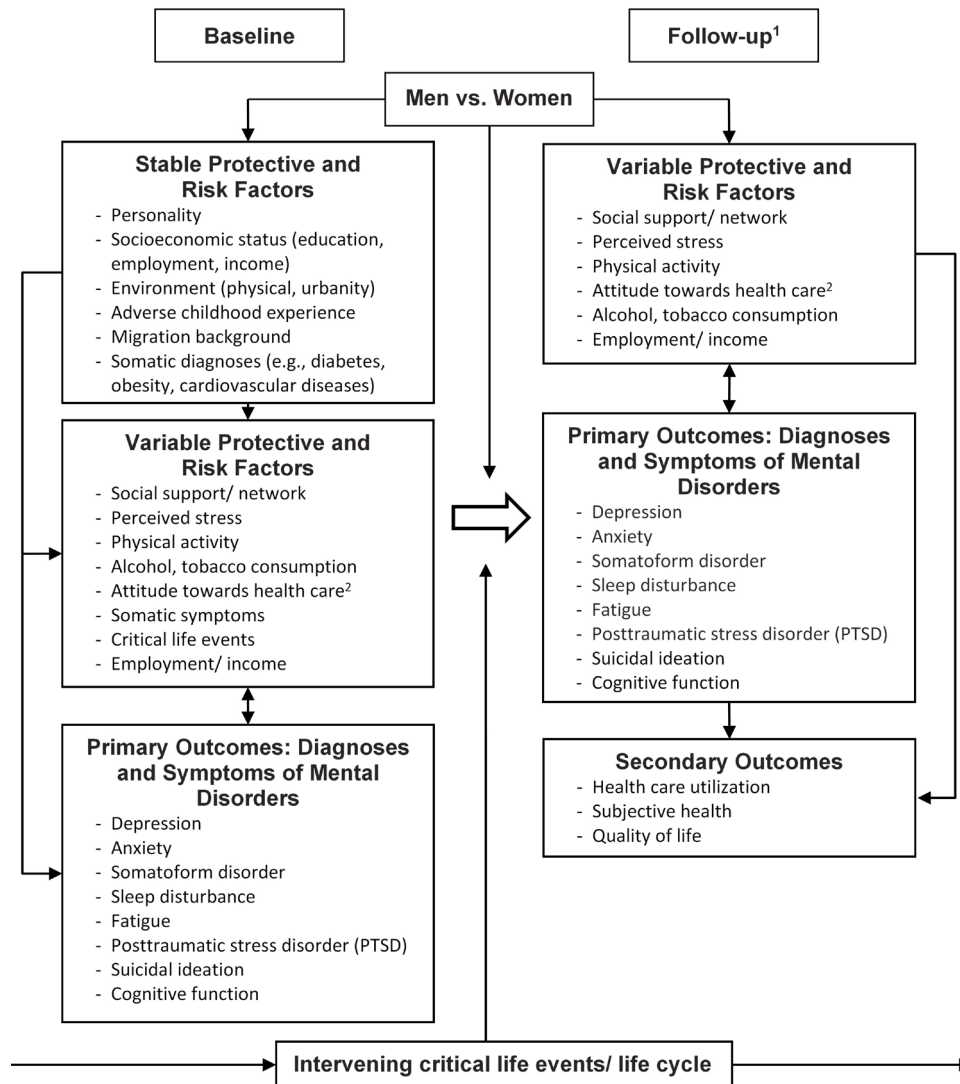 Baseline
Follow-up¹
Men vs. Women
Stable Protective and
Risk Factors
- Personality
- Socioeconomic status (education,
employment, income)
- Environment (physical, urbanity)
- Adverse childhood experience
- Migration background
- Somatic diagnoses (e.g., diabetes,
obesity, cardiovascular diseases)
Variable Protective and
Risk Factors
- Social support/ network
- Perceived stress
- Physical activity
- Alcohol, tobacco consumption
- Attitude towards health care²
- Somatic symptoms
- Critical life events
- Employment/ income
Primary Outcomes: Diagnoses
and Symptoms of Mental
Disorders
- Depression
- Anxiety
- Somatoform disorder
- Sleep disturbance
- Fatigue
- Posttraumatic stress disorder (PTSD)
- Suicidal ideation
- Cognitive function
Variable Protective and
Risk Factors
- Social support/ network
- Perceived stress
- Physical activity
- Attitude towards health care²
- Alcohol, tobacco consumption
- Employment/ income
Primary Outcomes: Diagnoses
and Symptoms of Mental
Disorders
- Depression
- Anxiety
- Somatoform disorder
- Sleep disturbance
- Fatigue
- Posttraumatic stress disorder (PTSD)
- Suicidal ideation
- Cognitive function
Secondary Outcomes
- Health care utilization
- Subjective health
- Quality of life
Intervening critical life events/ life cycle